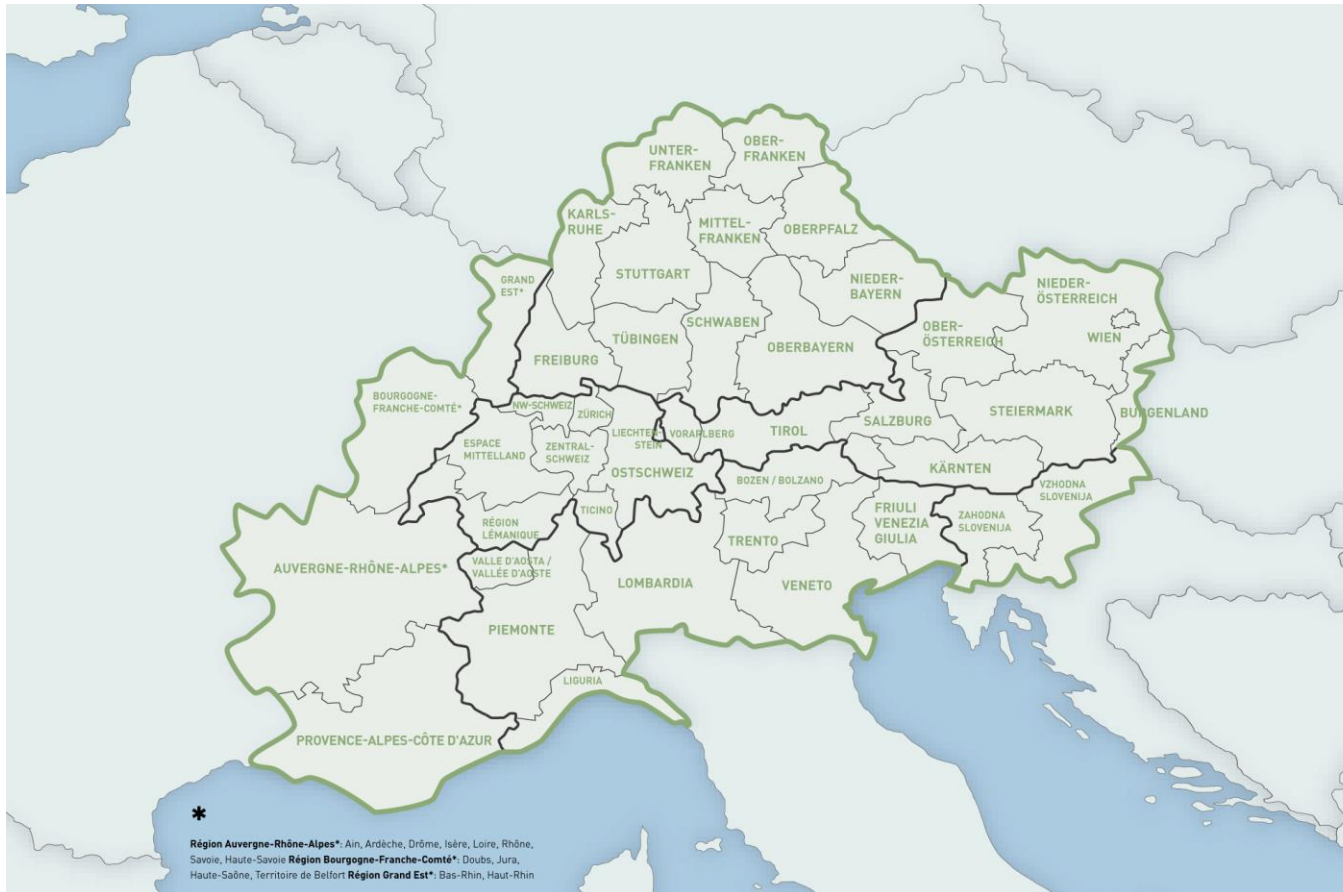 UNTER-
FRANKEN
OBER-
FRANKEN
KARLS-
RUHE
MITTEL-
FRANKEN
OBERPFALZ
GRAND
EST*
STUTTGART
NIEDER-
BAYERN
NIEDER-
ÖSTERREICH
SCHWABEN
OBER-
ÖSTERREICH
WIEN
TÜBINGEN
OBERBAYERN
FREIBURG
BOURGOGNE-
FRANCHE-COMTÉ*
NW-SCHWEIZ
ZÜRICH
STEIERMARK
BURGENLAND
LIECHTEN-
STEIN
VORARLBERG
TIROL
SALZBURG
ESPACE
MITTELLAND
ZENTRAL-
SCHWEIZ
OSTSCHWEIZ
KÄRNTEN
BOZEN / BOLZANO
VZHODNA
SLOVENIJA
TICINO
FRIULI
VENEZIA
GIULIA
ZAHODNA
SLOVENIJA
RÉGION
LÉMANIQUE
TRENTO
AUVERGNE-RHÔNE-ALPES*
VALLE D'AOSTA /
VALLÉE D'AOSTE
LOMBARDIA
VENETO
PIEMONTE
LIGURIA
PROVENCE-ALPES-CÔTE D'AZUR
*
Région Auvergne-Rhône-Alpes*: Ain, Ardèche, Drôme, Isère, Loire, Rhône,
Savoie, Haute-Savoie Région Bourgogne-Franche-Comté*: Doubs, Jura,
Haute-Saône, Territoire de Belfort Région Grand Est*: Bas-Rhin, Haut-Rhin